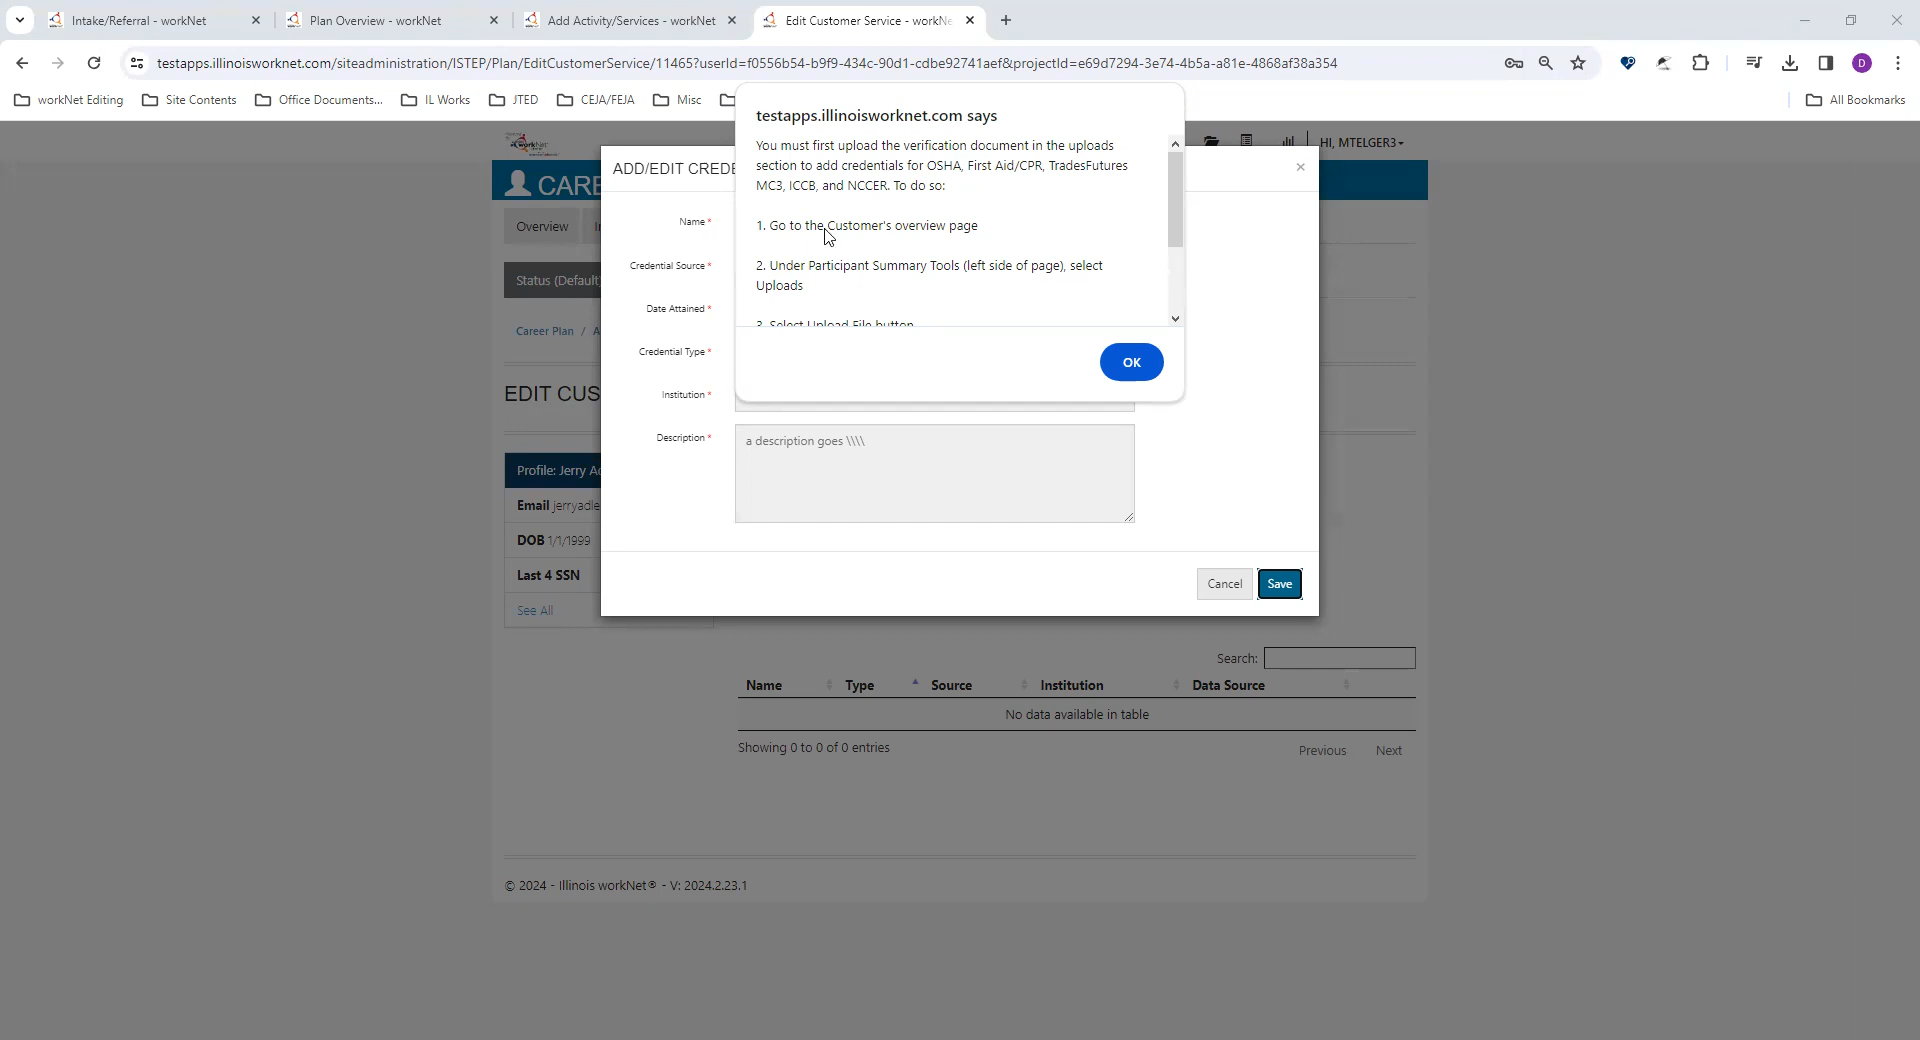 Intake/Referral - workNet
Plan Overview - workNet
Add Activity/Services - workNet
Edit Customer Service - workNe
testapps.illinoisworknet.com/siteadministration/ISTEP/Plan/EditCustomerService/11465?userId=f0556b54-b9f9-434c-90d1-cdbe92741aef&projectId=e69d7294-3e74-4b5a-a81e-4868af38a354
D
workNet Editing
Site Contents
Office Documents...
IL Works
JTED
CEJA/FEJA
Misc
All Bookmarks
testapps.illinoisworknet.com says
You must first upload the verification document in the uploads
section to add credentials for OSHA, First Aid/CPR, TradesFutures
MC3, ICCB, and NCCER. To do so:
1. Go to the Customer's overview page
2. Under Participant Summary Tools (left side of page), select
Uploads
3. Select Upload File button
OK
workNet
HI, MTELGER3
CARE
Overview
In
Status (Default)
Career Plan / A
EDIT CUS
ADD/EDIT CREDE
×
Name *
Credential Source *
Date Attained *
Credential Type *
Institution *
Description *
a description goes \\\\
Cancel
Save
Profile: Jerry Ad
Email jerryadle
DOB 1/1/1999
Last 4 SSN
See All
Search:
Name
Type
Source
Institution
Data Source
No data available in table
Showing 0 to 0 of 0 entries
Previous
Next
© 2024 - Illinois workNet® - V: 2024.2.23.1